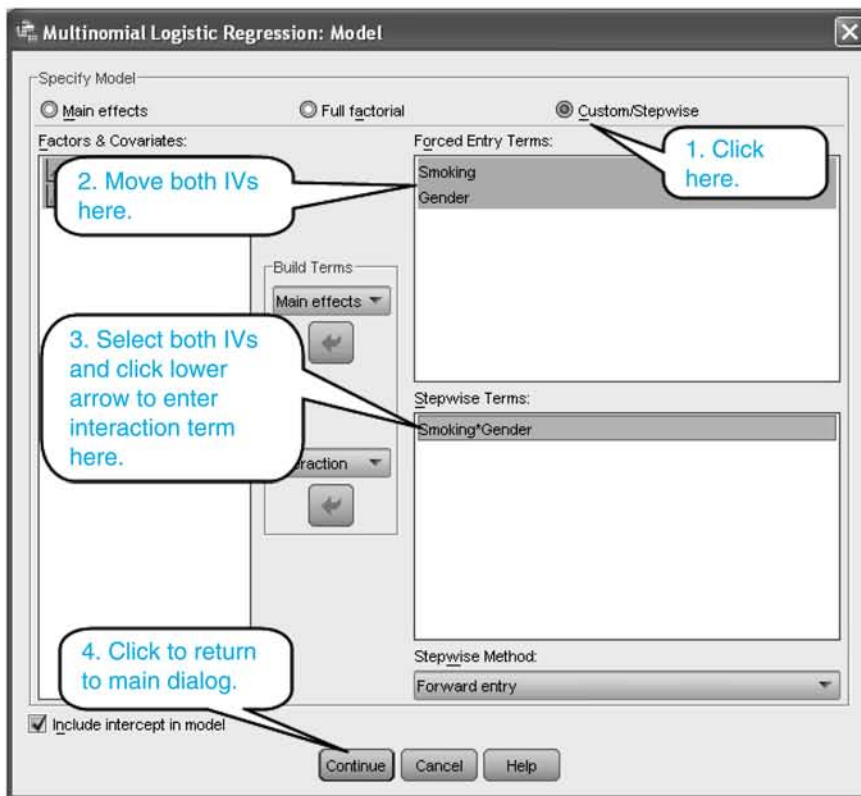 Multinomial Logistic Regression: Model
Specify Model
Main effects
Full factorial
Custom/Stepwise
Factors & Covariates:
Forced Entry Terms:
1. Click
here.
2. Move both IVs
here.
Smoking
Gender
Build Terms
Main effects
3. Select both IVs
and click lower
arrow to enter
interaction term
here.
Stepwise Terms:
Smoking*Gender
eraction
4. Click to return
to main dialog.
Stepwise Method:
Forward entry
Include intercept in model
Continue
Cancel
Help